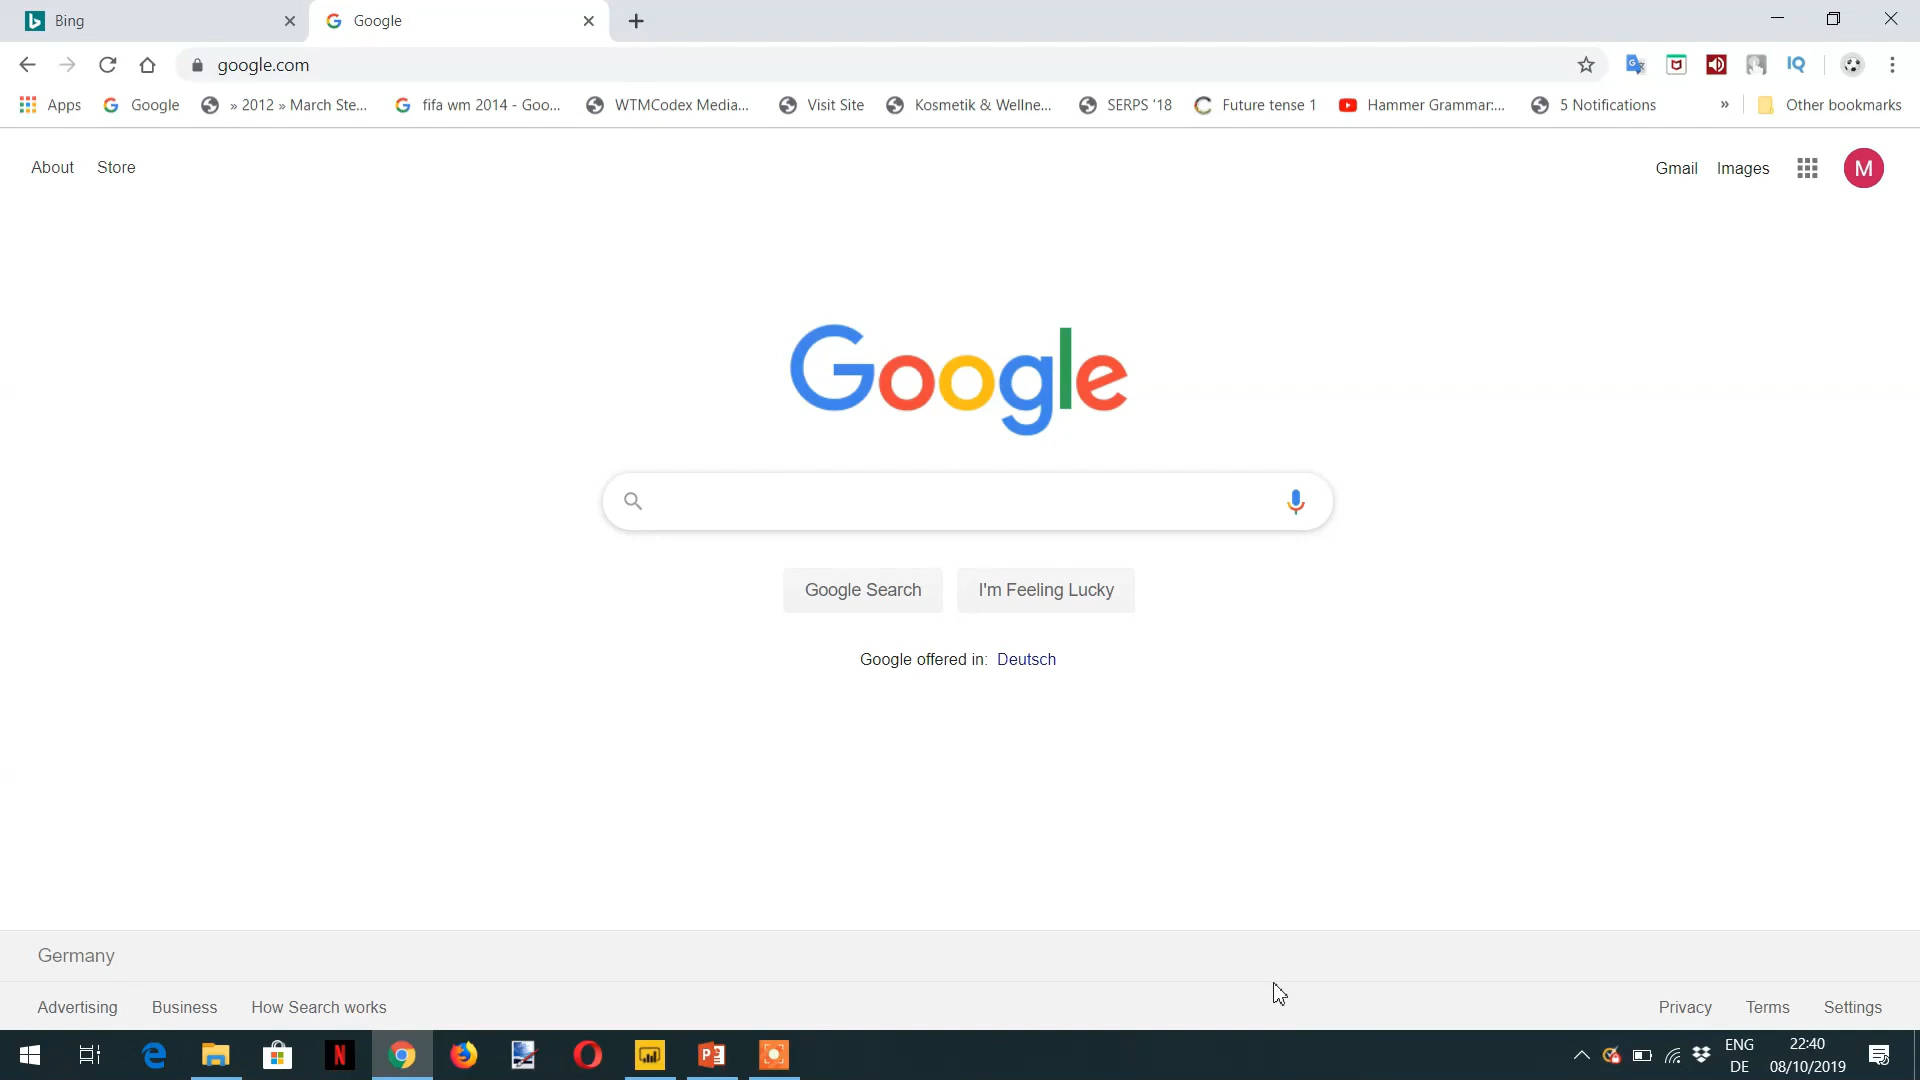 Bing
Google
google.com
Apps Google » 2012 » March Ste... fifa wm 2014 - Goo... WTMCodex Media... Visit Site Kosmetik & Wellne... SERPS '18 Future tense 1 Hammer Grammar:... 5 Notifications » Other bookmarks
About Store Gmail Images M
Google
Google Search I'm Feeling Lucky
Google offered in: Deutsch
Germany
Advertising Business How Search works Privacy Terms Settings
ENG 22:40
DE 08/10/2019